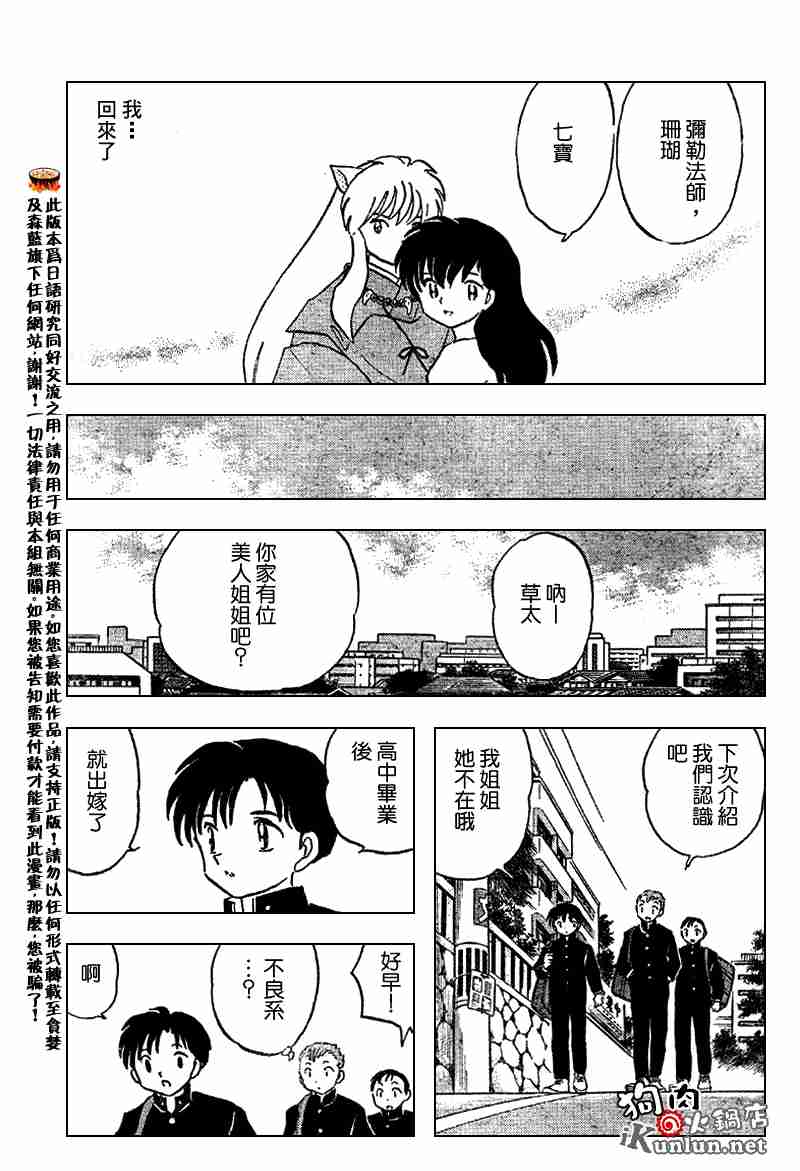 彌勒法師，
珊瑚
七寶
我…
回來了
吶ー
草太
你家有位
美人姐姐吧？
下次介紹
我們認識
吧
我姐姐
她不在哦
高中畢業
後
就出嫁了
好早！
不良系
…？
啊
此版本爲日語研究同好交流之用，請勿用于任何商業用途。如您喜歡此作品，請支持正版！請勿以任何形式轉載至貪婪
及森藍旗下任何網站，謝謝！一切法律責任與本組無關。如果您被告知需要付款才能看到此漫畫，那麽，您被騙了！
狗肉火鍋店
iKunlun.net